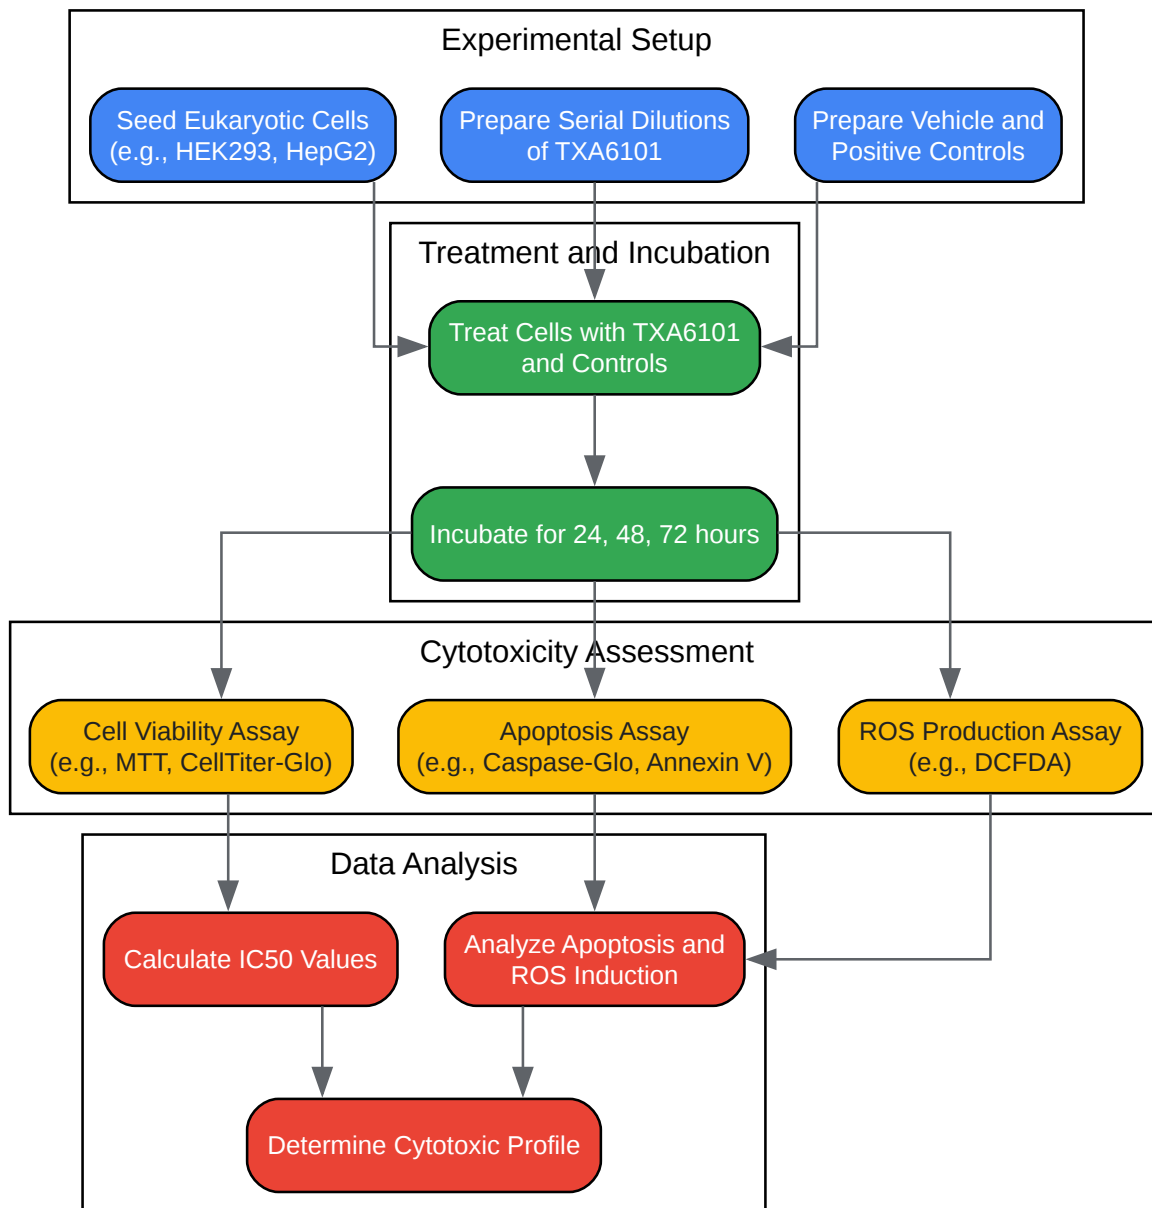 Experimental Setup
Seed Eukaryotic Cells
(e.g., HEK293, HepG2)
Prepare Serial Dilutions
of TXA6101
Prepare Vehicle and
Positive Controls
Treatment and Incubation
Treat Cells with TXA6101
and Controls
Incubate for 24, 48, 72 hours
Cytotoxicity Assessment
Cell Viability Assay
(e.g., MTT, CellTiter-Glo)
Apoptosis Assay
(e.g., Caspase-Glo, Annexin V)
ROS Production Assay
(e.g., DCFDA)
Data Analysis
Calculate IC50 Values
Analyze Apoptosis and
ROS Induction
Determine Cytotoxic Profile